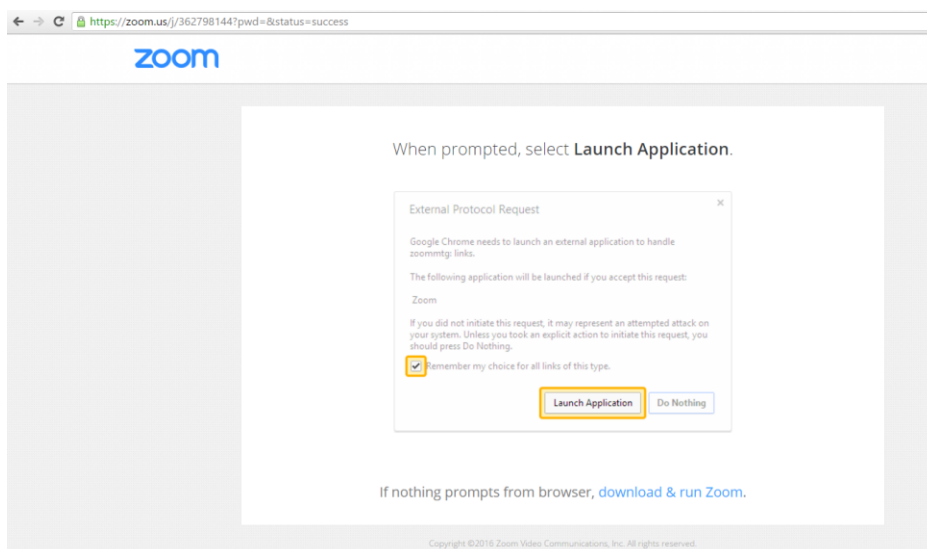 https://zoom.us/j/362798144?pwd=&status=success
zoom
When prompted, select Launch Application.
External Protocol Request
Google Chrome needs to launch an external application to handle
zoommtg: links.
The following application will be launched if you accept this request:
Zoom
If you did not initiate this request, it may represent an attempted attack on
your system. Unless you took an explicit action to initiate this request, you
should press Do Nothing.
Remember my choice for all links of this type.
Launch Application Do Nothing
If nothing prompts from browser, download & run Zoom.
Copyright ©2016 Zoom Video Communications, Inc. All rights reserved.